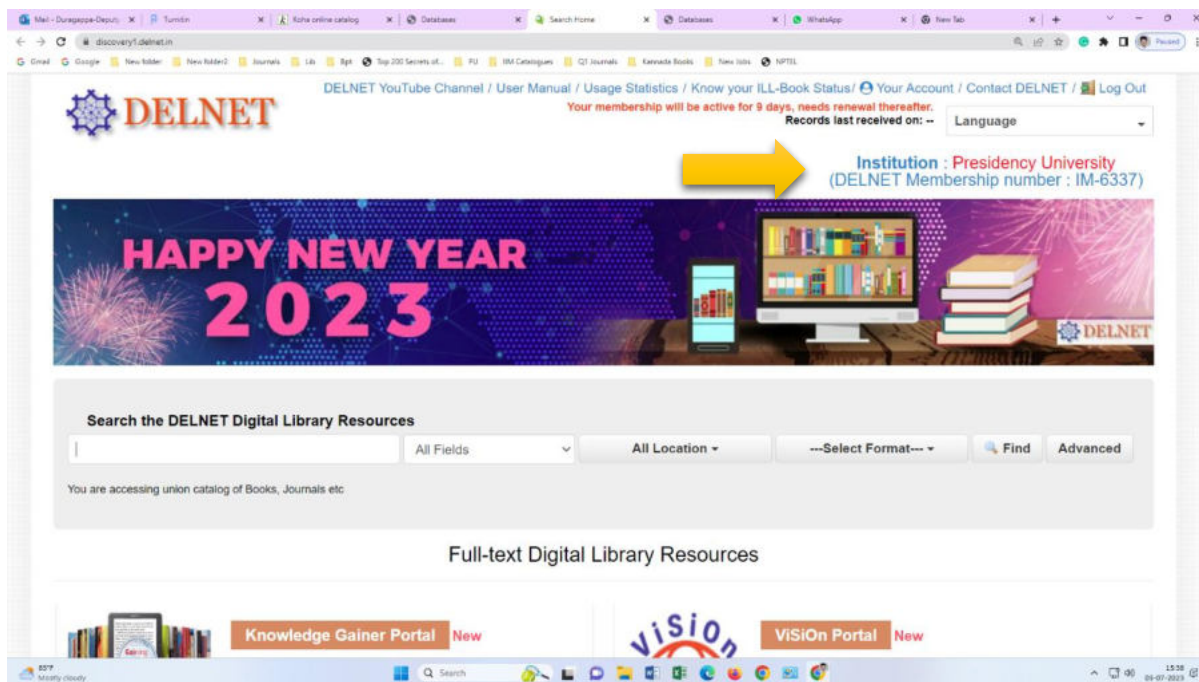 Mail - Duragappa-Deputy
Turnitin
Koha online catalog
Databases
Search Home
Databases
WhatsApp
New Tab
discovery1.delnet.in
Paused
Gmail
Google
New folder
New folder2
Journals
Lib
Bpt
Top 200 Secrets of...
PU
IIM Catelogues
Q1 Journals
Kannada Books
New Jobs
NPTEL
DELNET
DELNET YouTube Channel / User Manual / Usage Statistics / Know your ILL-Book Status/ Your Account / Contact DELNET / Log Out
Your membership will be active for 9 days, needs renewal thereafter.
Records last received on: --
Language
Institution : Presidency University
(DELNET Membership number : IM-6337)
HAPPY NEW YEAR
2023
DELNET
Search the DELNET Digital Library Resources
All Fields
All Location
---Select Format---
Find
Advanced
You are accessing union catalog of Books, Journals etc
Full-text Digital Library Resources
Knowledge Gainer Portal New
ViSiOn
ViSiOn Portal New
83°F
Mostly cloudy
Search
15:38